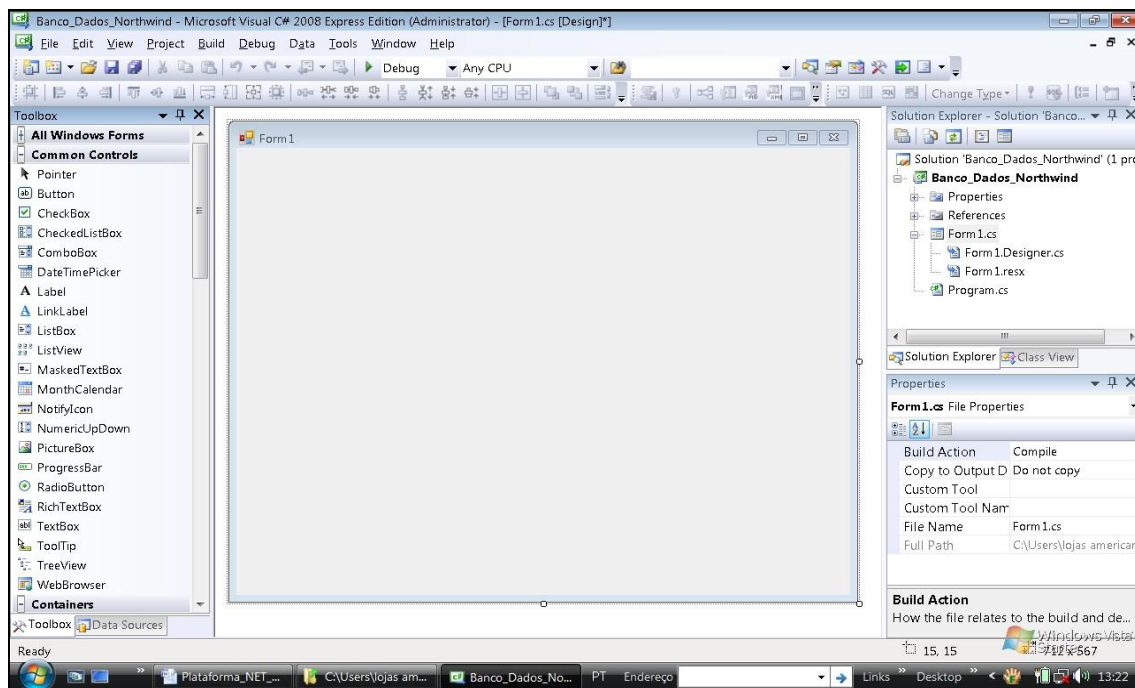 Banco_Dados_Northwind - Microsoft Visual C# 2008 Express Edition (Administrator) - [Form1.cs [Design]*]
File Edit View Project Build Debug Data Tools Window Help
Debug Any CPU
Change Type
Toolbox
All Windows Forms
Common Controls
Pointer
Button
CheckBox
CheckedListBox
ComboBox
DateTimePicker
Label
LinkLabel
ListBox
ListView
MaskedTextBox
MonthCalendar
NotifyIcon
NumericUpDown
PictureBox
ProgressBar
RadioButton
RichTextBox
TextBox
ToolTip
TreeView
WebBrowser
Containers
Toolbox Data Sources
Form1
Solution Explorer - Solution 'Banco...
Solution 'Banco_Dados_Northwind' (1 pro
Banco_Dados_Northwind
Properties
References
Form1.cs
Form1.Designer.cs
Form1.resx
Program.cs
Solution Explorer Class View
Properties
Form1.cs File Properties
Build Action Compile
Copy to Output D Do not copy
Custom Tool
Custom Tool Nam
File Name Form1.cs
Full Path C:\Users\lojas american
Build Action
How the file relates to the build and de...
Windows Vista
Ready 15, 15
Plataforma_NET_... C:\Users\lojas am... Banco_Dados_No... PT Endereço Links Desktop 13:22